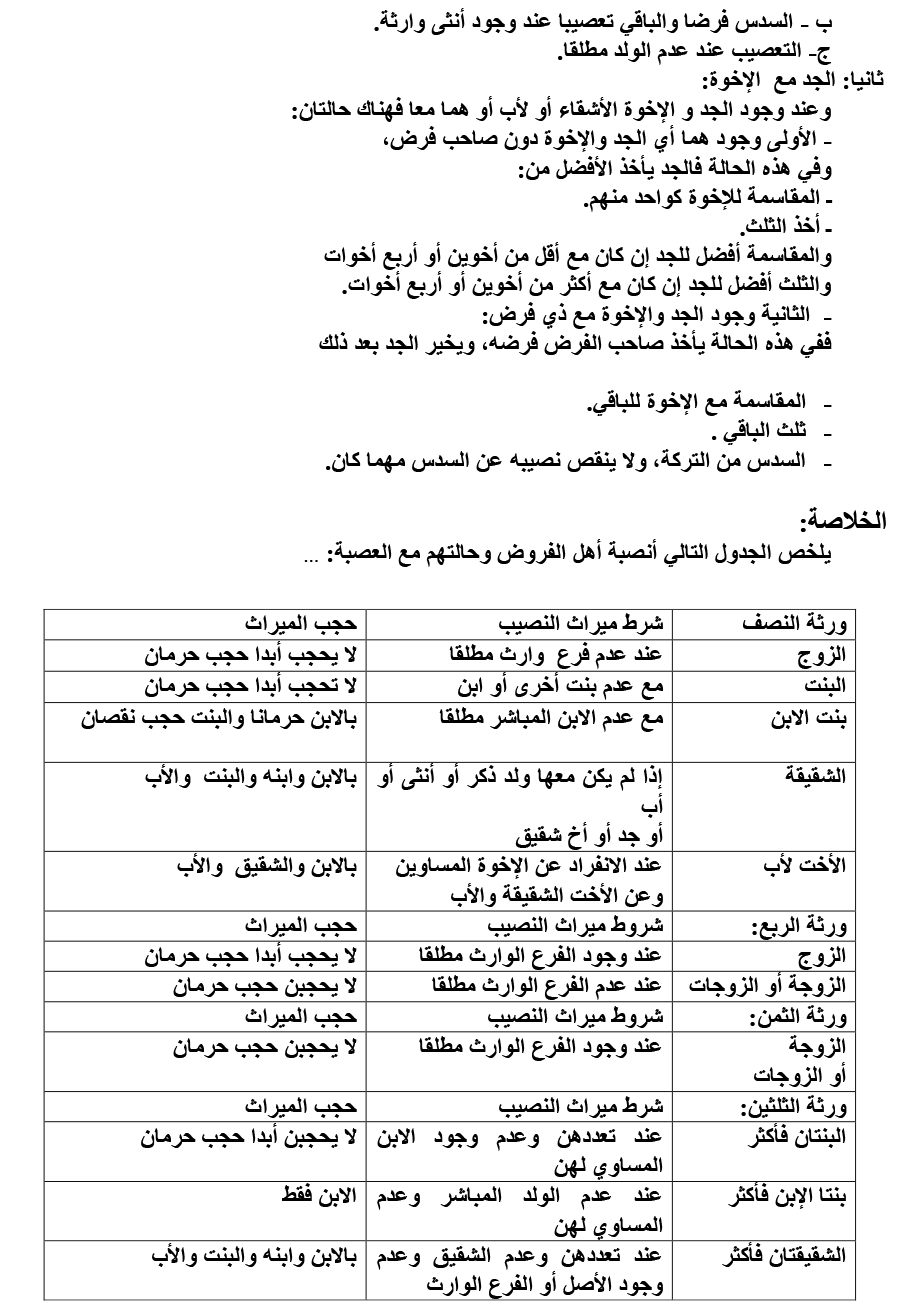 ب - السدس فرضا والباقي تعصيبا عند وجود أنثى وارثة.
ج- التعصيب عند عدم الولد مطلقا.
ثانيا: الجد مع الإخوة:
وعند وجود الجد و الإخوة الأشقاء أو لأب أو هما معا فهناك حالتان:
- الأولى وجود هما أي الجد والإخوة دون صاحب فرض،
وفي هذه الحالة فالجد يأخذ الأفضل من:
- المقاسمة للإخوة كواحد منهم.
- أخذ الثلث.
والمقاسمة أفضل للجد إن كان مع أقل من أخوين أو أربع أخوات
والثلث أفضل للجد إن كان مع أكثر من أخوين أو أربع أخوات.
- الثانية وجود الجد والإخوة مع ذي فرض:
ففي هذه الحالة يأخذ صاحب الفرض فرضه، ويخير الجد بعد ذلك
- المقاسمة مع الإخوة للباقي.
- ثلث الباقي .
- السدس من التركة، ولا ينقص نصيبه عن السدس مهما كان.
الخلاصة:
يلخص الجدول التالي أنصبة أهل الفروض وحالتهم مع العصبة: ...
ورثة النصف شرط ميراث النصيب حجب الميراث
الزوج عند عدم فرع وارث مطلقا لا يحجب أبدا حجب حرمان
البنت مع عدم بنت أخرى أو ابن لا تحجب أبدا حجب حرمان
بنت الابن مع عدم الابن المباشر مطلقا بالابن حرمانا والبنت حجب نقصان
الشقيقة إذا لم يكن معها ولد ذكر أو أنثى أو بالابن وابنه والبنت والأب
أب
أو جد أو أخ شقيق
الأخت لأب عند الانفراد عن الإخوة المساوين بالابن والشقيق والأب
وعن الأخت الشقيقة والأب
ورثة الربع: شروط ميراث النصيب حجب الميراث
الزوج عند وجود الفرع الوارث مطلقا لا يحجب أبدا حجب حرمان
الزوجة أو الزوجات عند عدم الفرع الوارث مطلقا لا يحجبن حجب حرمان
ورثة الثمن: شروط ميراث النصيب حجب الميراث
الزوجة عند وجود الفرع الوارث مطلقا لا يحجبن حجب حرمان
أو الزوجات
ورثة الثلثين: شرط ميراث النصيب حجب الميراث
البنتان فأكثر عند تعددهن وعدم وجود الابن لا يحجبن أبدا حجب حرمان
المساوي لهن
بنتا الإبن فأكثر عند عدم الولد المباشر وعدم الابن فقط
المساوي لهن
الشقيقتان فأكثر عند تعددهن وعدم الشقيق وعدم بالابن وابنه والبنت والأب
وجود الأصل أو الفرع الوارث